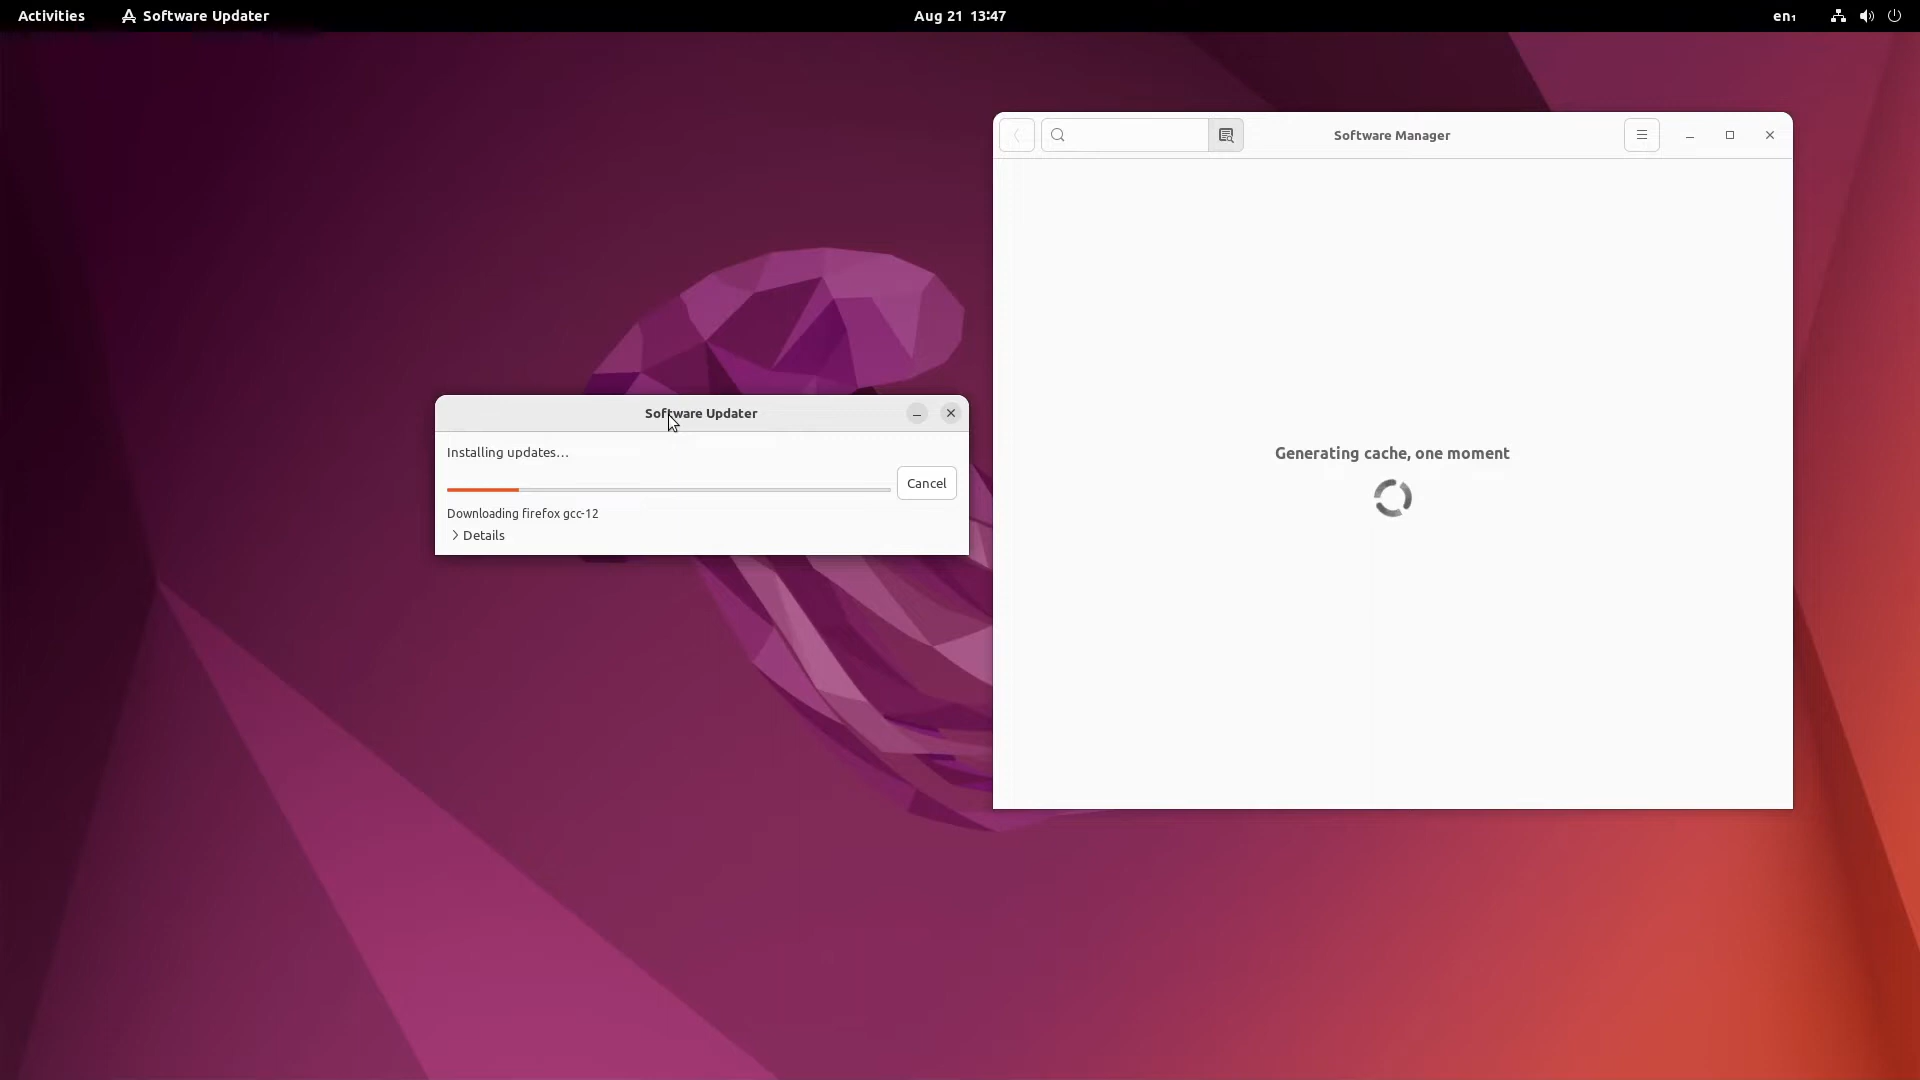 Activities
Software Updater
Aug 21 13:47
en₁
Software Manager
Generating cache, one moment
Software Updater
Installing updates…
Cancel
Downloading firefox gcc-12
Details